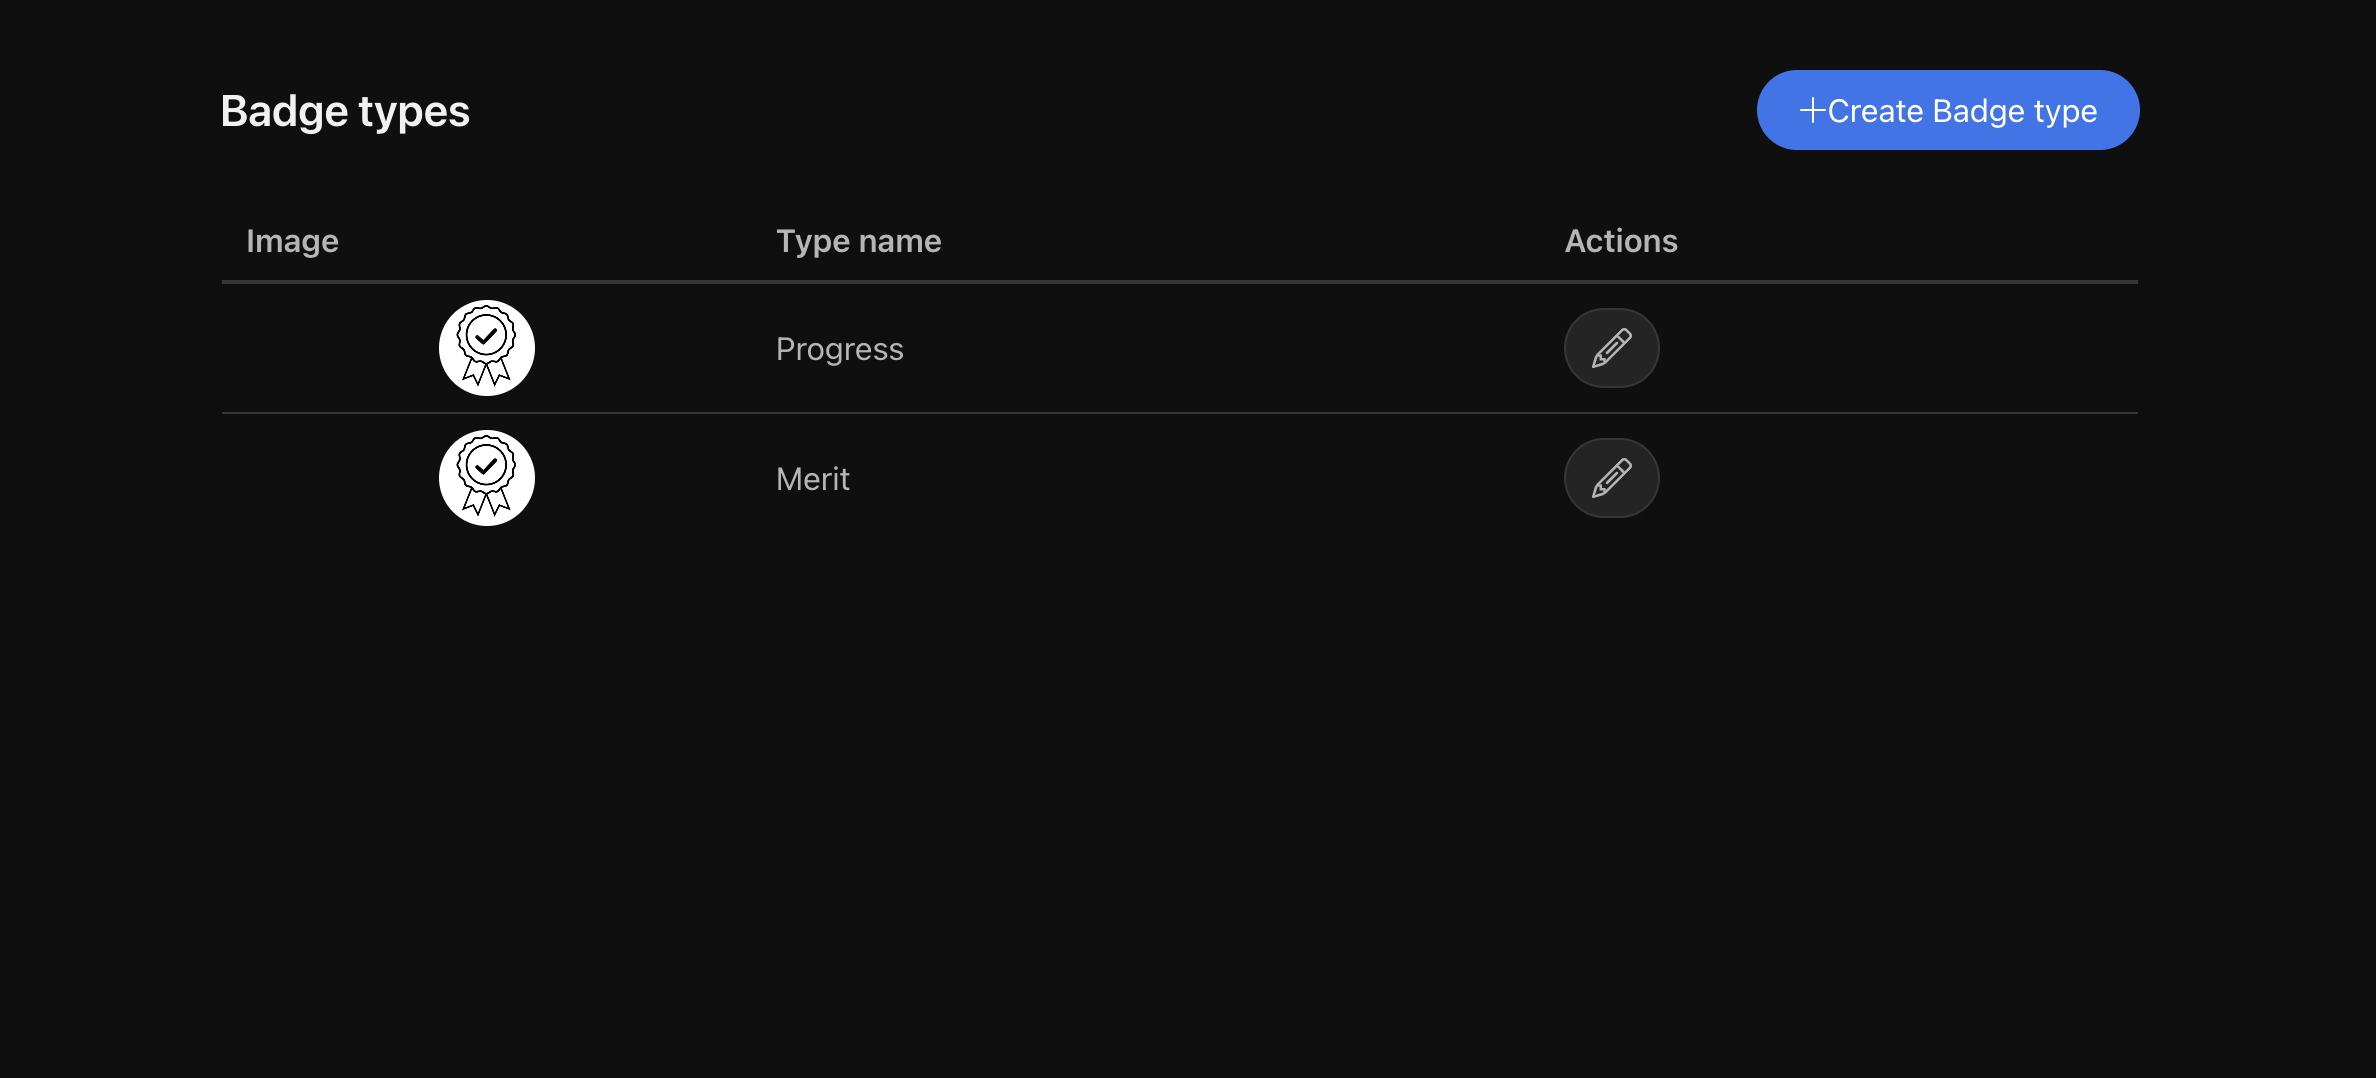 Badge types
+Create Badge type
Image Type name Actions
Progress
Merit